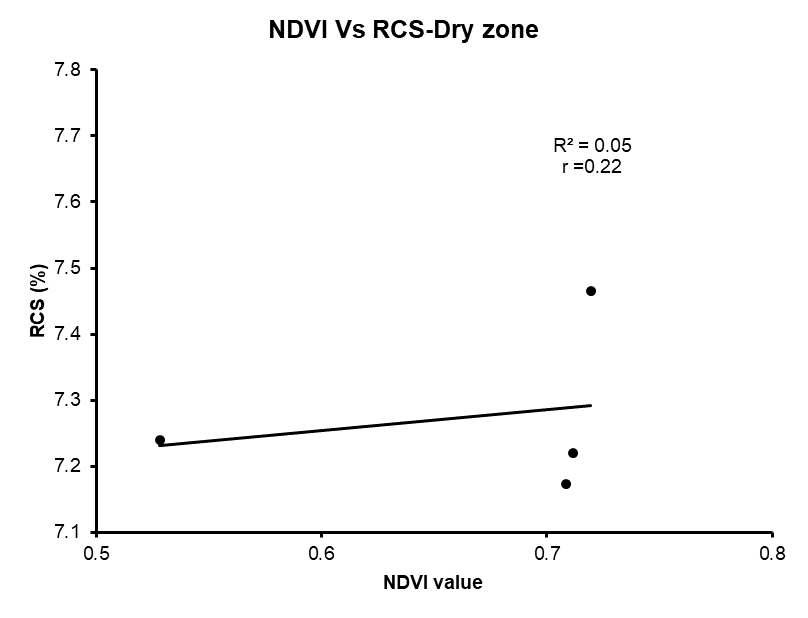 NDVI Vs RCS-Dry zone
7.8
7.7
7.6
7.5
7.4
7.3
7.2
7.1
RCS (%)
R² = 0.05
r =0.22
0.5 0.6 0.7 0.8
NDVI value